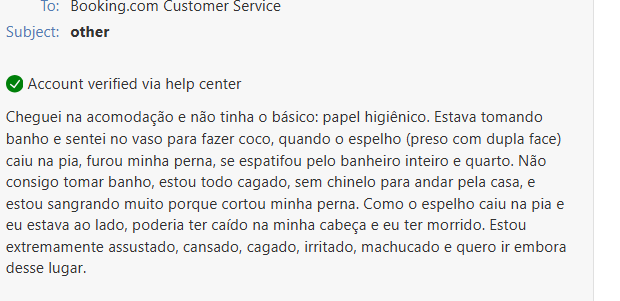 To: Booking.com Customer Service
Subject: other
Account verified via help center
Cheguei na acomodação e não tinha o básico: papel higiênico. Estava tomando
banho e sentei no vaso para fazer coco, quando o espelho (preso com dupla face)
caiu na pia, furou minha perna, se espatifou pelo banheiro inteiro e quarto. Não
consigo tomar banho, estou todo cagado, sem chinelo para andar pela casa, e
estou sangrando muito porque cortou minha perna. Como o espelho caiu na pia e
eu estava ao lado, poderia ter caído na minha cabeça e eu ter morrido. Estou
extremamente assustado, cansado, cagado, irritado, machucado e quero ir embora
desse lugar.